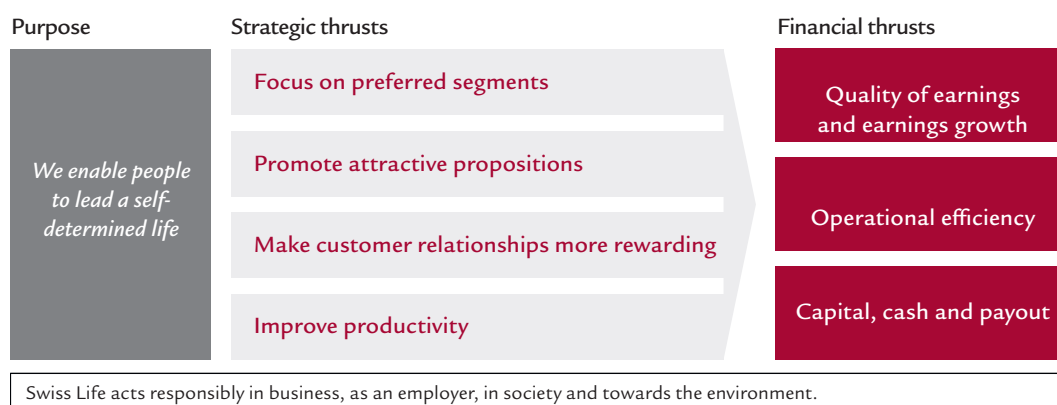 Purpose
Strategic thrusts
Financial thrusts
We enable people
to lead a self-
determined life
Focus on preferred segments
Promote attractive propositions
Make customer relationships more rewarding
Improve productivity
Quality of earnings
and earnings growth
Operational efficiency
Capital, cash and payout
Swiss Life acts responsibly in business, as an employer, in society and towards the environment.